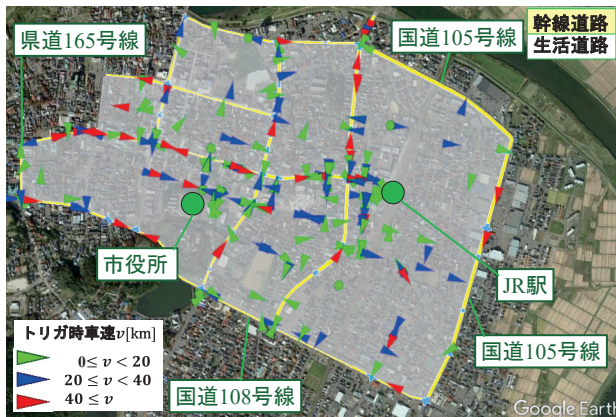 県道165号線
国道105号線
幹線道路
生活道路
市役所
JR駅
トリガ時車速v[km]
0≤ v < 20
20≤ v < 40
40≤ v
国道108号線
国道105号線
Google Earth